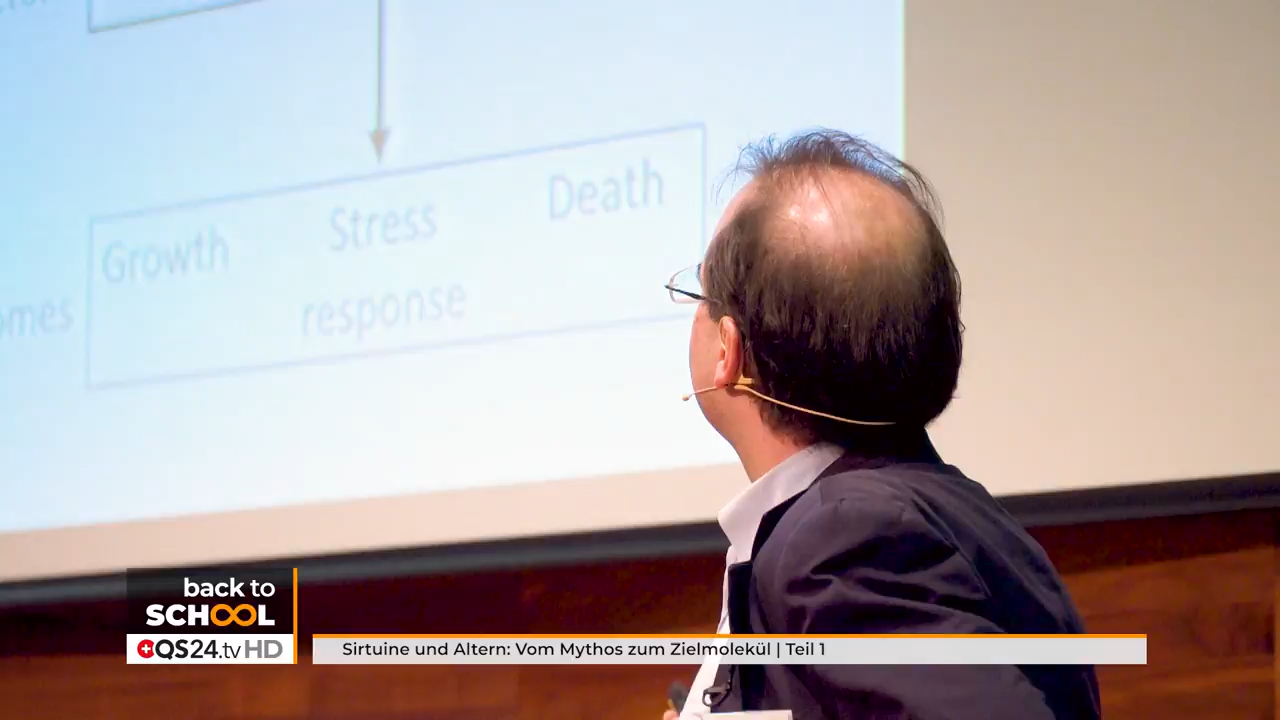 Growth
Stress
response
Death
back to
SCHOOL
QS24.tv HD
Sirtuine und Altern: Vom Mythos zum Zielmolekül | Teil 1